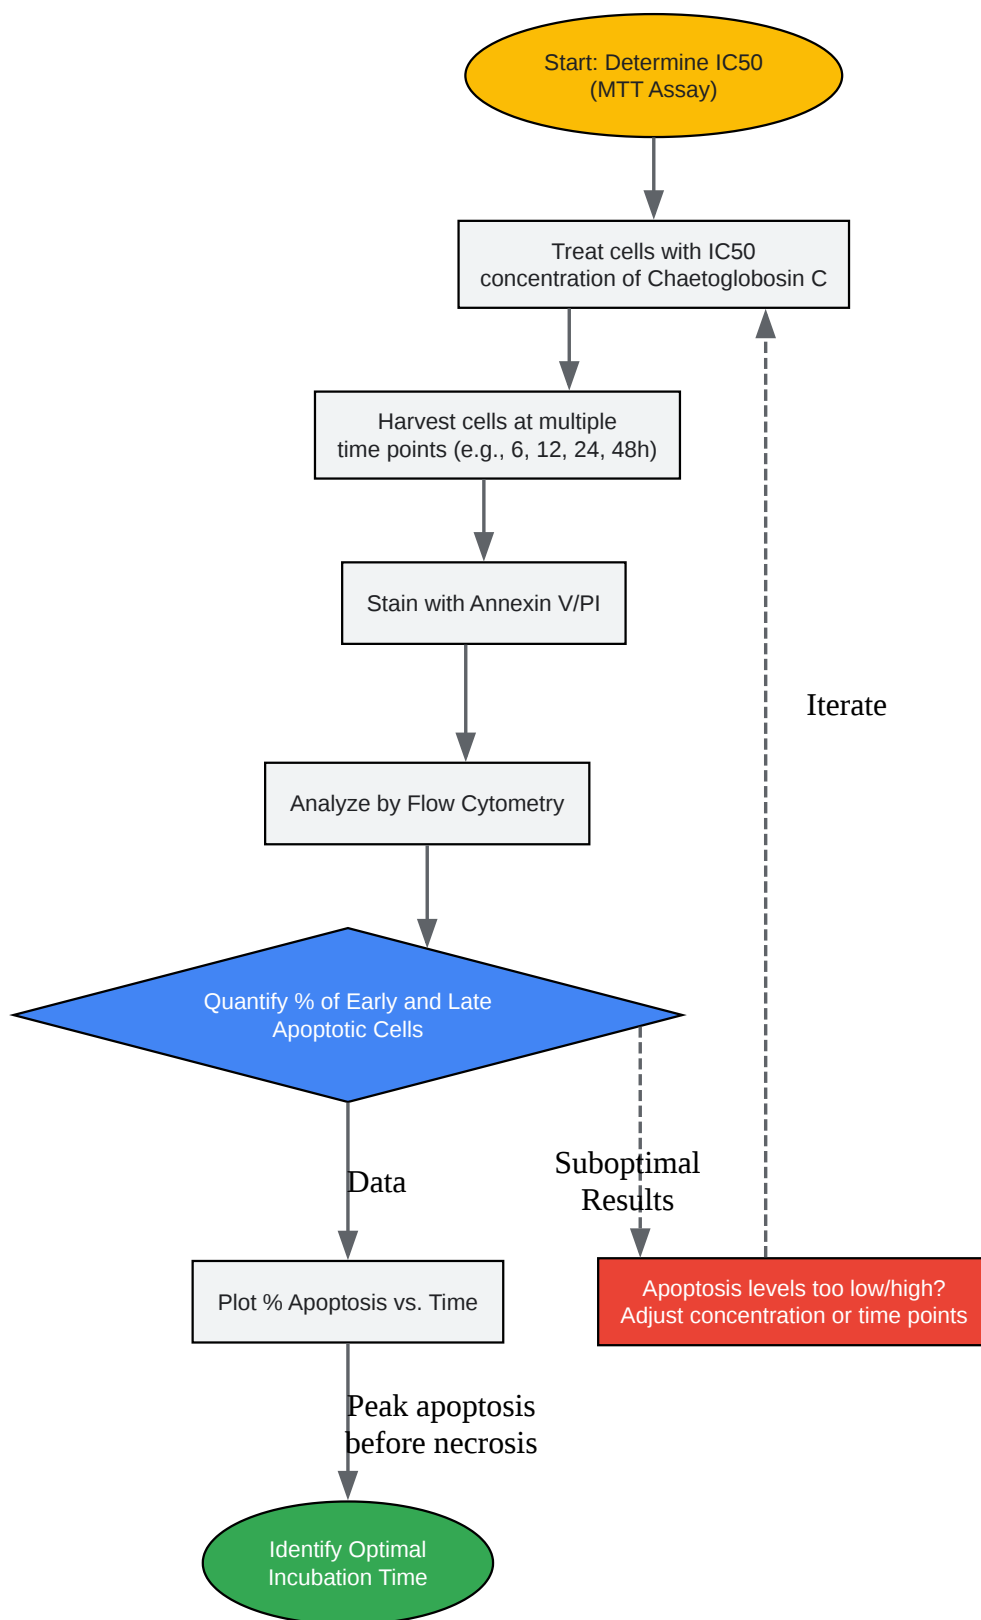 Start: Determine IC50
(MTT Assay)
Treat cells with IC50
concentration of Chaetoglobosin C
Harvest cells at multiple
time points (e.g., 6, 12, 24, 48h)
Stain with Annexin V/PI
Iterate
Analyze by Flow Cytometry
Quantify % of Early and Late
Apoptotic Cells
Data
Suboptimal
Results
Plot % Apoptosis vs. Time
Apoptosis levels too low/high?
Adjust concentration or time points
Peak apoptosis
before necrosis
Identify Optimal
Incubation Time